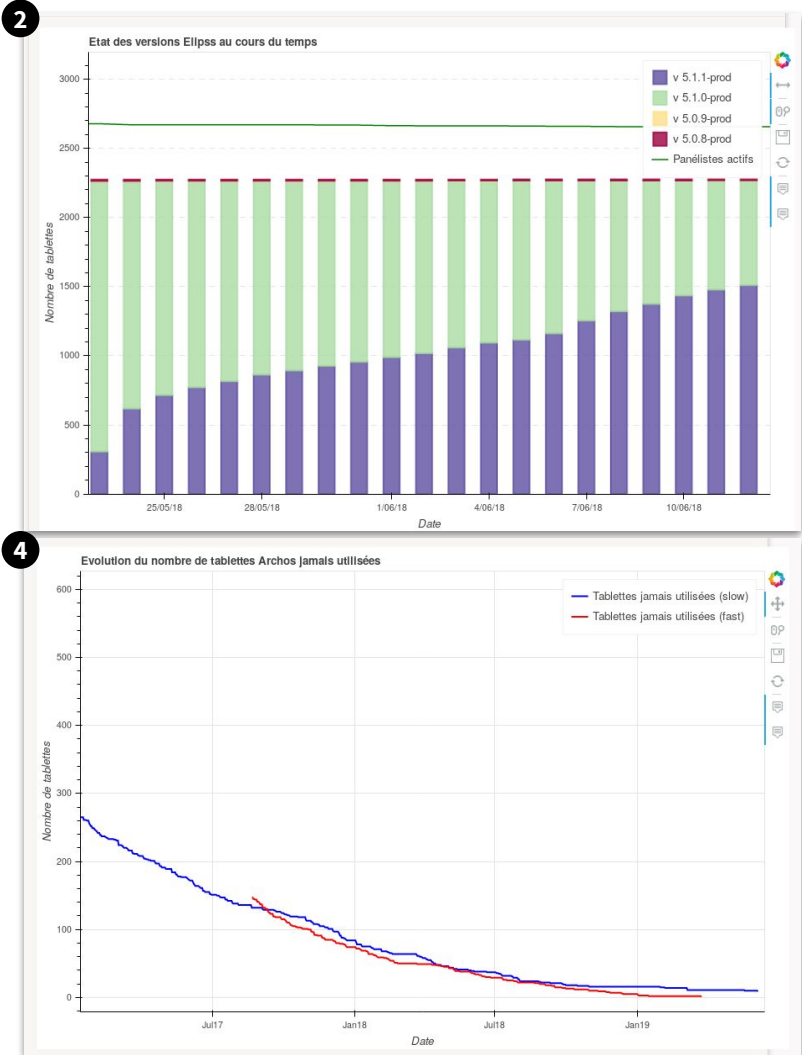 2
Etat des versions Elipss au cours du temps
3000
2500
2000
1500
1000
500
0
Nombre de tablettes
v 5.1.1-prod
v 5.1.0-prod
v 5.0.9-prod
v 5.0.8-prod
Panélistes actifs
25/05/18
28/05/18
1/06/18
4/06/18
7/06/18
10/06/18
Date
4
Evolution du nombre de tablettes Archos jamais utilisées
600
500
400
300
200
100
0
Nombre de tablettes
Tablettes jamais utilisées (slow)
Tablettes jamais utilisées (fast)
Jul17
Jan18
Jul18
Jan19
Date